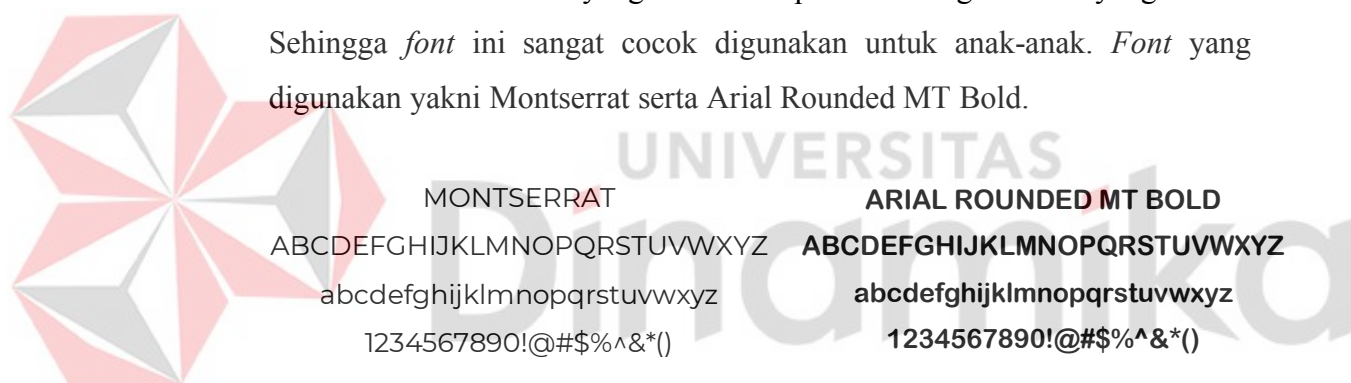 Sehingga font ini sangat cocok digunakan untuk anak-anak. Font yang
digunakan yakni Montserrat serta Arial Rounded MT Bold.
UNIVERSITAS
Dinamika
MONTSERRAT
ABCDEFGHIJKLMNOPQRSTUVWXYZ
abcdefghijklmnopqrstuvwxyz
1234567890!@#$%^&*()
ARIAL ROUNDED MT BOLD
ABCDEFGHIJKLMNOPQRSTUVWXYZ
abcdefghijklmnopqrstuvwxyz
1234567890!@#$%^&*()